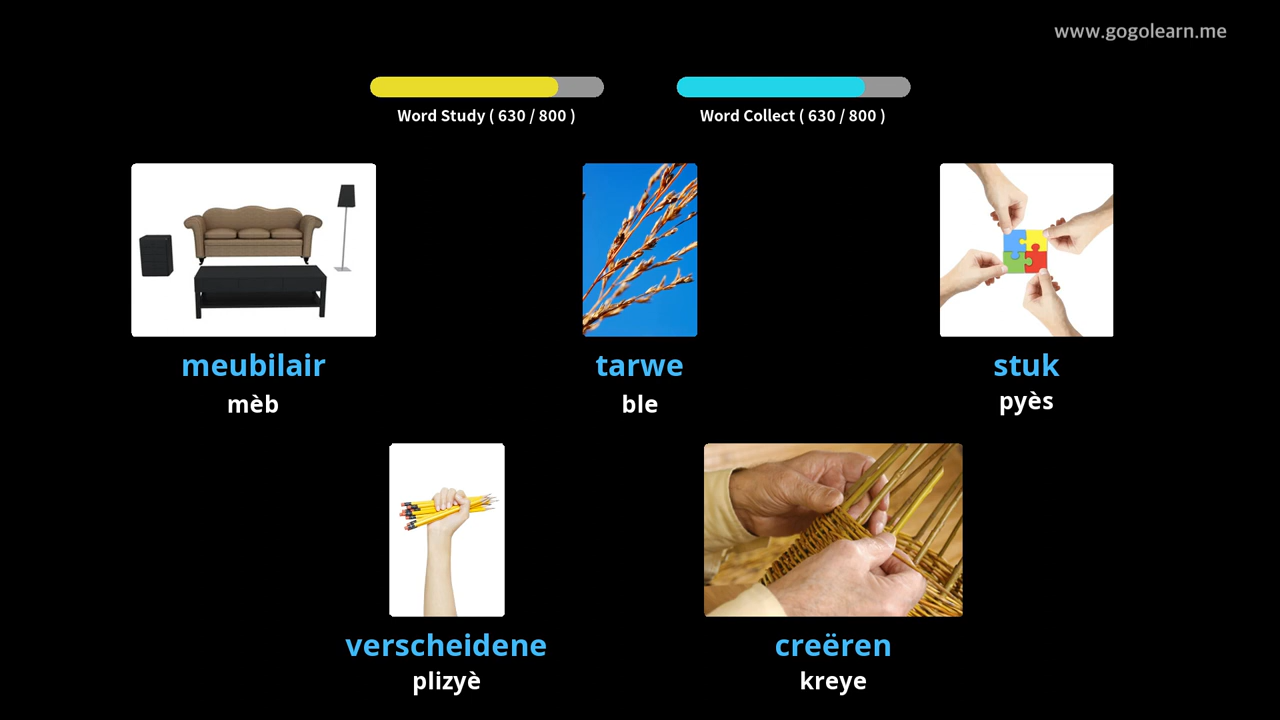 www.gogolearn.me
Word Study ( 630 / 800 )
Word Collect ( 630 / 800 )
meubilair
mèb
tarwe
ble
stuk
pyès
verscheidene
plizyè
creëren
kreye